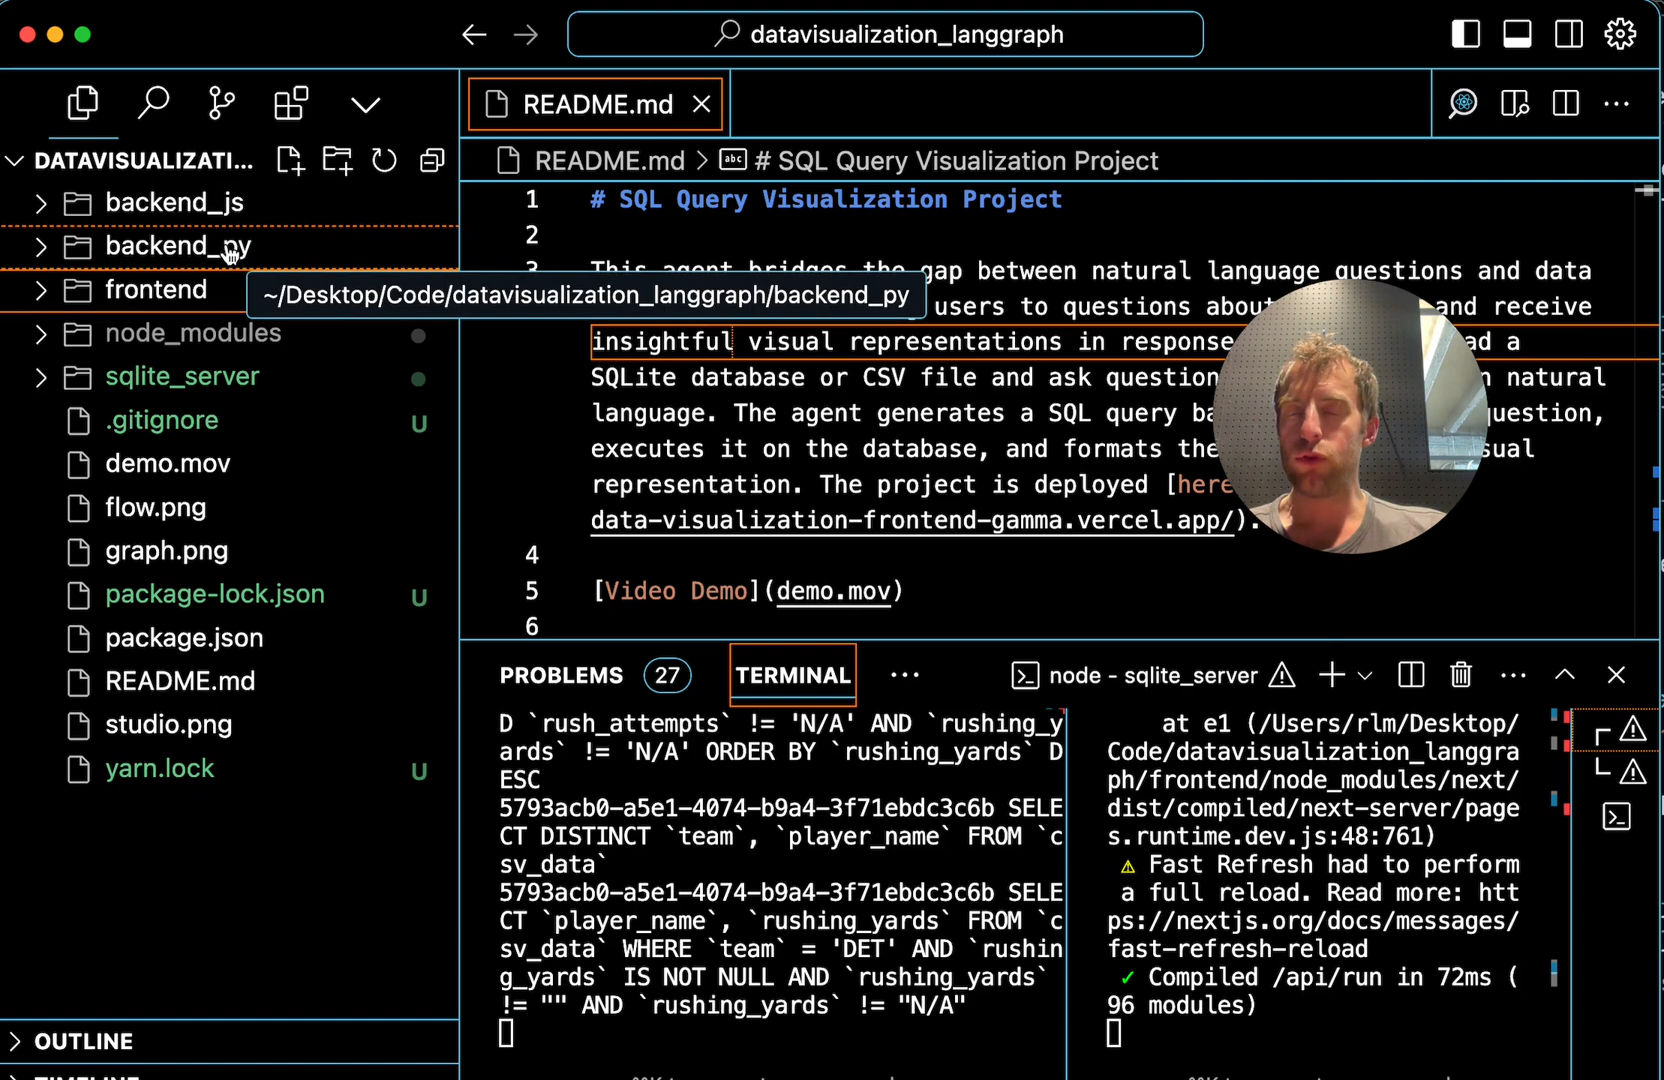 datavisualization_langgraph
README.md
DATAVISUALIZATI...
README.md > # SQL Query Visualization Project
backend_js
backend_py
frontend
~/Desktop/Code/datavisualization_langgraph/backend_py
node_modules
sqlite_server
.gitignore U
demo.mov
flow.png
graph.png
package-lock.json U
package.json
README.md
studio.png
yarn.lock U
OUTLINE
TIMELINE
1 # SQL Query Visualization Project
2
3 This agent bridges the gap between natural language questions and data
users to questions abou and receive
insightful visual representations in response ad a
SQLite database or CSV file and ask question natural
language. The agent generates a SQL query ba question,
executes it on the database, and formats the sual
representation. The project is deployed [here
data-visualization-frontend-gamma.vercel.app/).
4
5 [Video Demo](demo.mov)
6
PROBLEMS 27 TERMINAL ... node - sqlite_server
D `rush_attempts` != 'N/A' AND `rushing_y
ards` != 'N/A' ORDER BY `rushing_yards` D
ESC
5793acb0-a5e1-4074-b9a4-3f71ebdc3c6b SELE
CT DISTINCT `team`, `player_name` FROM `c
sv_data`
5793acb0-a5e1-4074-b9a4-3f71ebdc3c6b SELE
CT `player_name`, `rushing_yards` FROM `c
sv_data` WHERE `team` = 'DET' AND `rushin
g_yards` IS NOT NULL AND `rushing_yards`
!= "" AND `rushing_yards` != "N/A"
at e1 (/Users/rlm/Desktop/
Code/datavisualization_langgra
ph/frontend/node_modules/next/
dist/compiled/next-server/page
s.runtime.dev.js:48:761)
⚠ Fast Refresh had to perform
a full reload. Read more: htt
ps://nextjs.org/docs/messages/
fast-refresh-reload
✓ Compiled /api/run in 72ms (
96 modules)